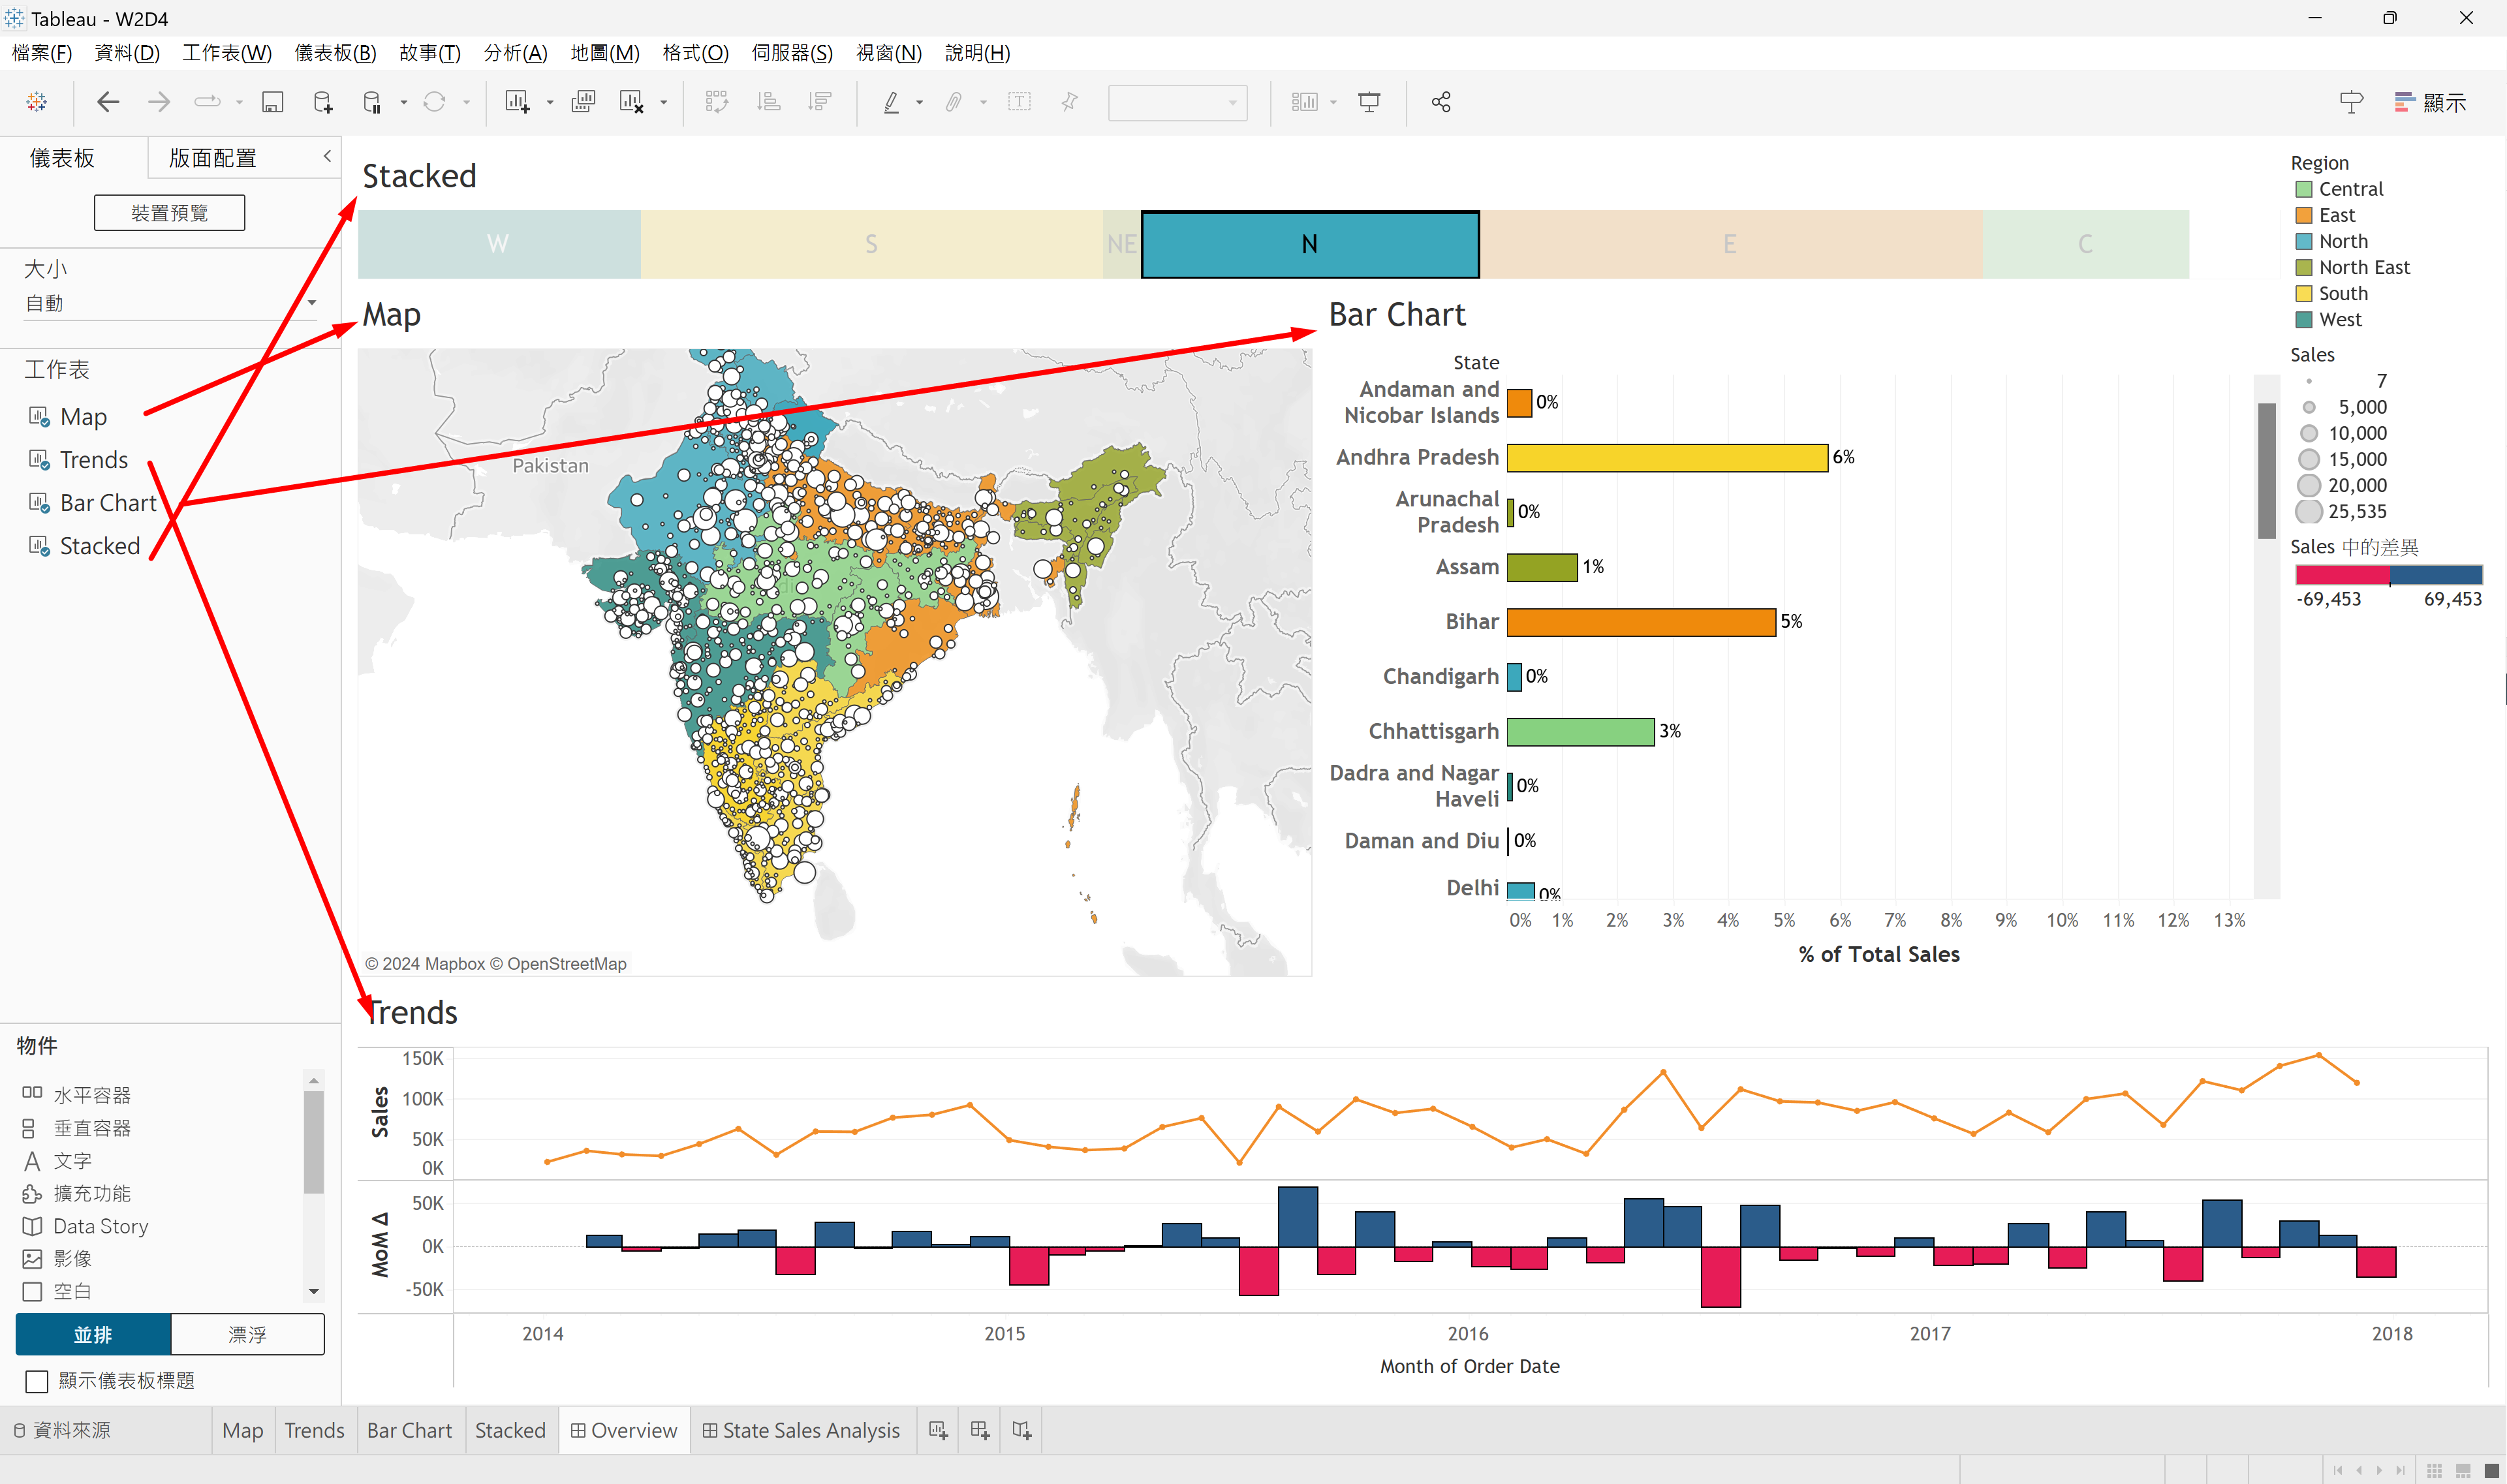 Tableau - W2D4
檔案(F) 資料(D) 工作表(W) 儀表板(B) 故事(T) 分析(A) 地圖(M) 格式(O) 伺服器(S) 視窗(N) 說明(H)
顯示
儀表板 版面配置
裝置預覽
大小
自動
工作表
Map
Trends
Bar Chart
Stacked
物件
水平容器
垂直容器
文字
擴充功能
Data Story
影像
空白
並排 漂浮
顯示儀表板標題
Stacked
W S NE N E C
Map
Pakistan
© 2024 Mapbox © OpenStreetMap
Bar Chart
State
Andaman and
Nicobar Islands 0%
Andhra Pradesh 6%
Arunachal
Pradesh 0%
Assam 1%
Bihar 5%
Chandigarh 0%
Chhattisgarh 3%
Dadra and Nagar
Haveli 0%
Daman and Diu 0%
Delhi 0%
0% 1% 2% 3% 4% 5% 6% 7% 8% 9% 10% 11% 12% 13%
% of Total Sales
Region
Central
East
North
North East
South
West
Sales
7
5,000
10,000
15,000
20,000
25,535
Sales 中的差異
-69,453 69,453
Trends
Sales
150K
100K
50K
0K
MoM Δ
50K
0K
-50K
2014 2015 2016 2017 2018
Month of Order Date
資料來源 Map Trends Bar Chart Stacked Overview State Sales Analysis